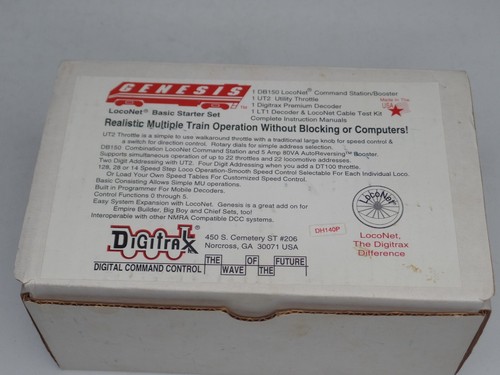 GENESIS™
LocoNet® Basic Starter Set
1 DB150 LocoNet® Command Station/Booster
1 UT2 Utility Throttle
1 Digitrax Premium Decoder
1 LT1 Decoder & LocoNet Cable Test Kit
Complete Instruction Manuals
Made In The
USA
Realistic Multiple Train Operation Without Blocking or Computers!
UT2 Throttle is a simple to use walkaround throttle with a traditional large knob for speed control &
a switch for direction control. Rotary dials for simple address selection.
DB150 Combination LocoNet Command Station and 5 Amp 80VA AutoReversing™ Booster
Supports simultaneous operation of up to 22 throttles and 22 locomotive addresses.
Two Digit Addressing with UT2. Four Digit Addressing when you add a DT100 throttle.
128, 28 or 14 Speed Step Loco Operation-Smooth Speed Control Selectable For Each Individual Loco.
Or Load Your Own Speed Tables For Customized Speed Control.
Basic Consisting Allows Simple MU operations.
Built in Programmer For Mobile Decoders.
Control Functions 0 through 5.
Easy System Expansion with LocoNet. Genesis is a great add on for
Empire Builder, Big Boy and Chief Sets, too!
Interoperable with other NMRA Compatible DCC systems.
LocoNet®
LocoNet,
The Digitrax
Difference
DH140P
Digitrax INC.
450 S. Cemetery ST #206
Norcross, GA 30071 USA
DIGITAL COMMAND CONTROL
THE WAVE OF THE FUTURE